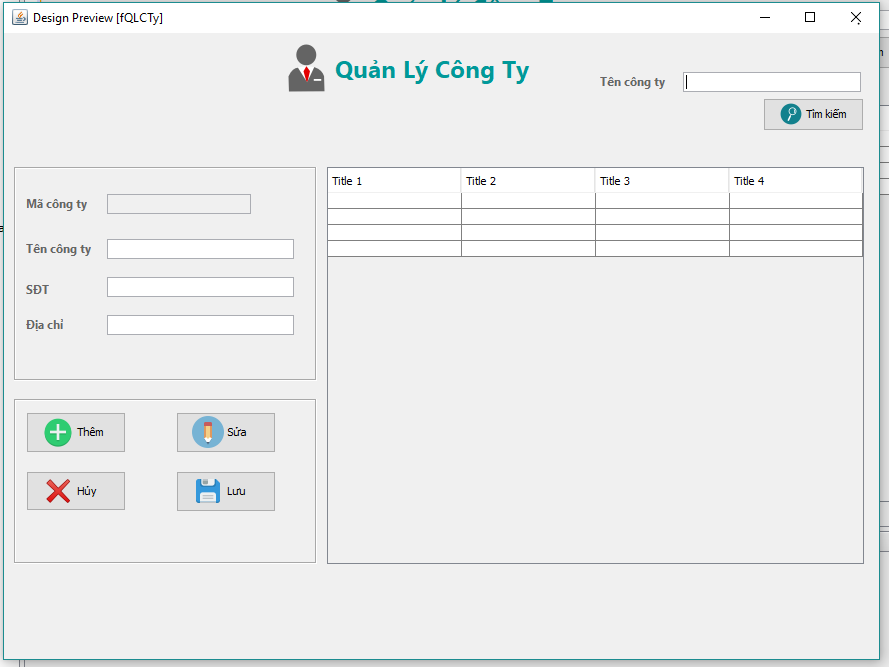 Design Preview [fQLCTy]
Quản Lý Công Ty
Tên công ty
Tìm kiếm
Mã công ty
Tên công ty
SĐT
Địa chỉ
Title 1 Title 2 Title 3 Title 4
Thêm Sửa
Hủy Lưu